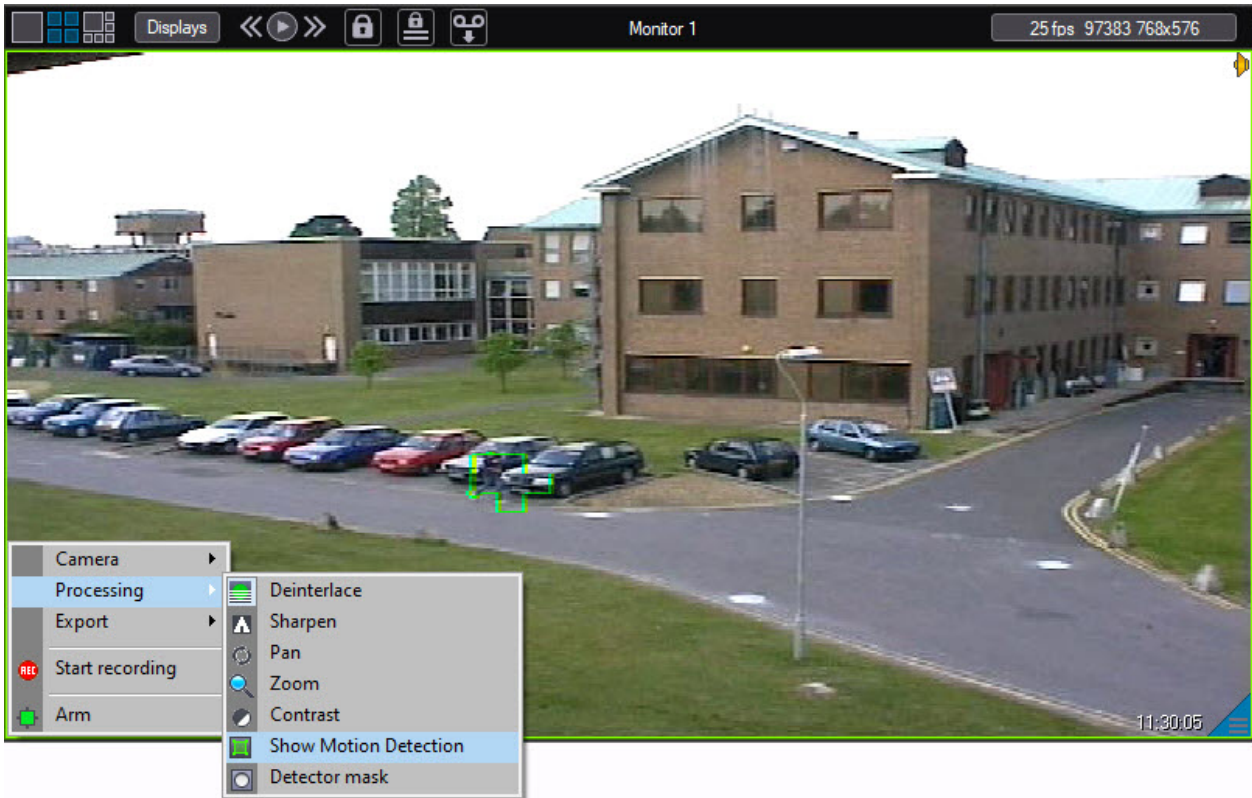 Displays
Monitor 1
25 fps 97383 768x576
Camera
Processing
Export
REC Start recording
Arm
Deinterlace
Sharpen
Pan
Zoom
Contrast
Show Motion Detection
Detector mask
11:30:05